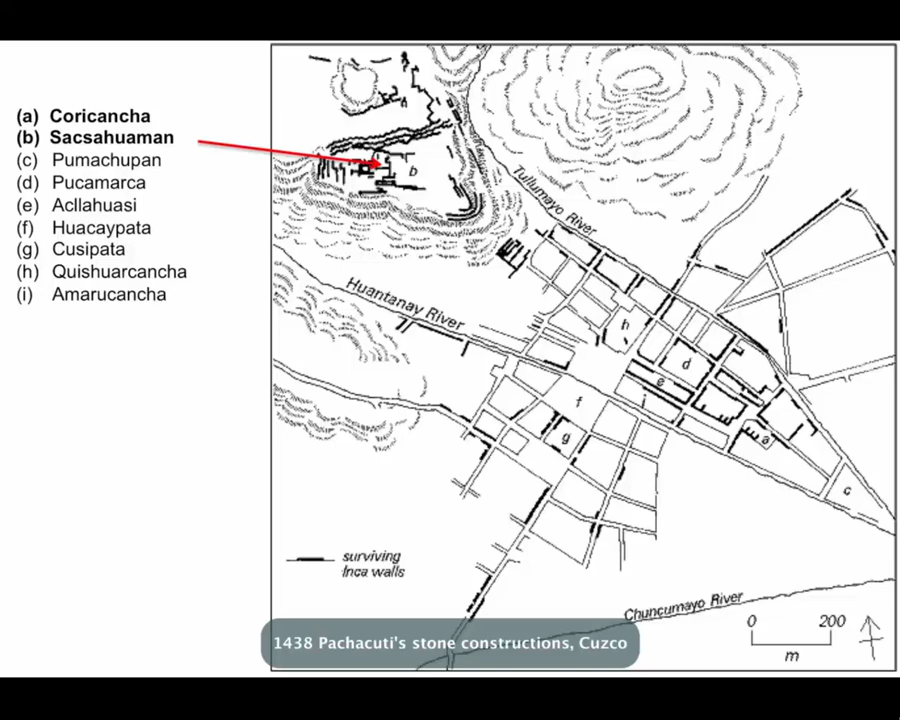 (a) Coricancha
(b) Sacsahuaman
(c) Pumachupan
(d) Pucamarca
(e) Acllahuasi
(f) Huacaypata
(g) Cusipata
(h) Quishuarcancha
(i) Amarucancha
b
Tullumayo River
Huantanay River
h
d
e
f
i
g
a
c
surviving
Inca walls
Chuncumayo River
0 200
m
1438 Pachacuti's stone constructions, Cuzco